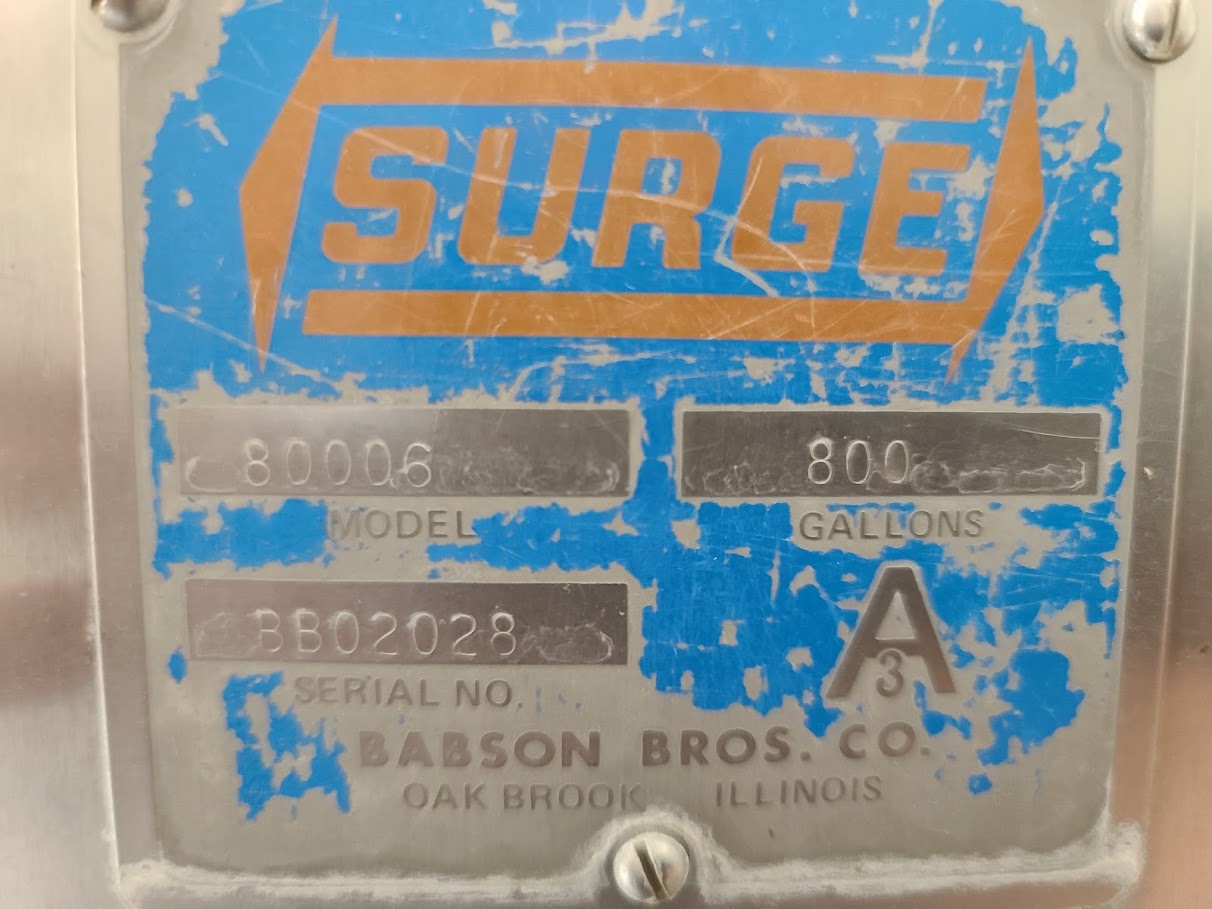 SURGE
80006 800
MODEL GALLONS
BB02028
SERIAL NO. A
3
BABSON BROS. CO.
OAK BROOK ILLINOIS